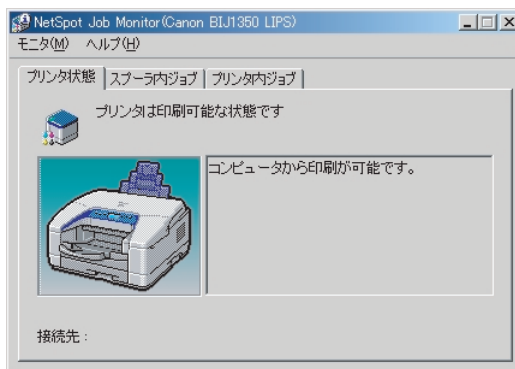 NetSpot Job Monitor(Canon BIJ1350 LIPS)
モニタ(M) ヘルプ(H)
プリンタ状態 スプーラ内ジョブ プリンタ内ジョブ
プリンタは印刷可能な状態です
コンピュータから印刷が可能です。
接続先: